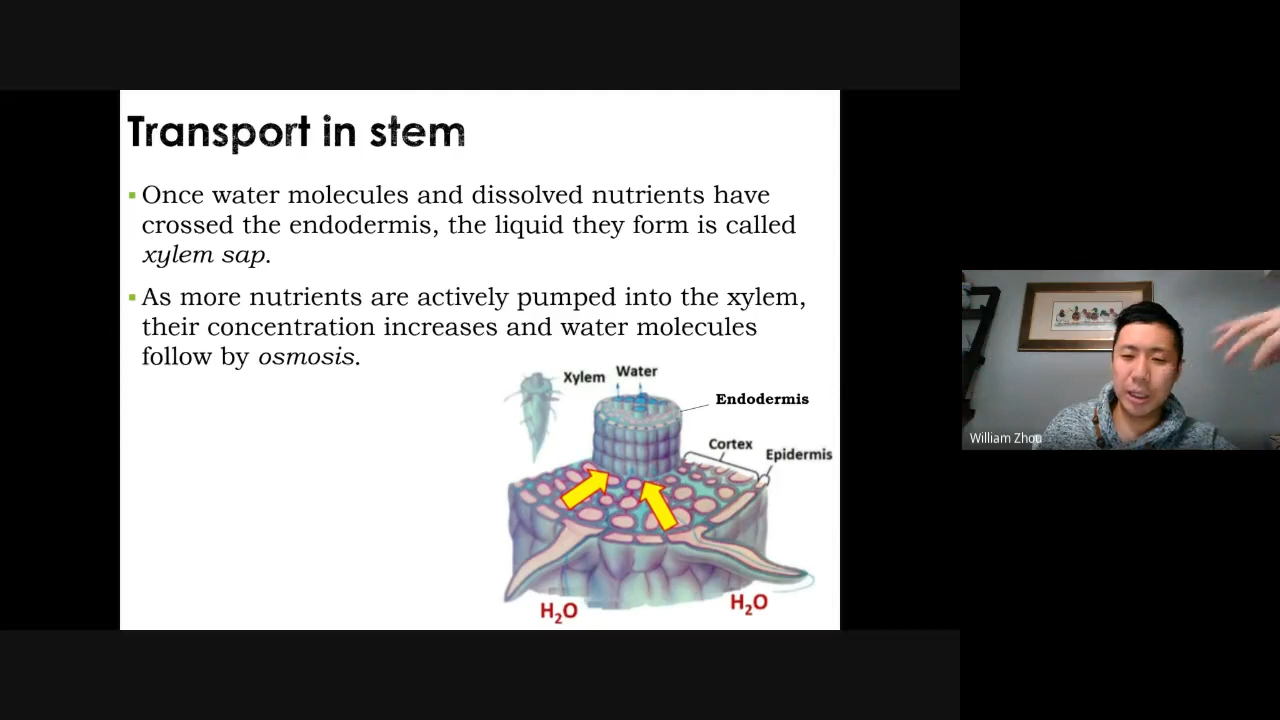 Transport in stem
▪ Once water molecules and dissolved nutrients have
crossed the endodermis, the liquid they form is called
xylem sap.
▪ As more nutrients are actively pumped into the xylem,
their concentration increases and water molecules
follow by osmosis.
Xylem Water
Endodermis
Cortex
Epidermis
H₂O
H₂O
William Zhou